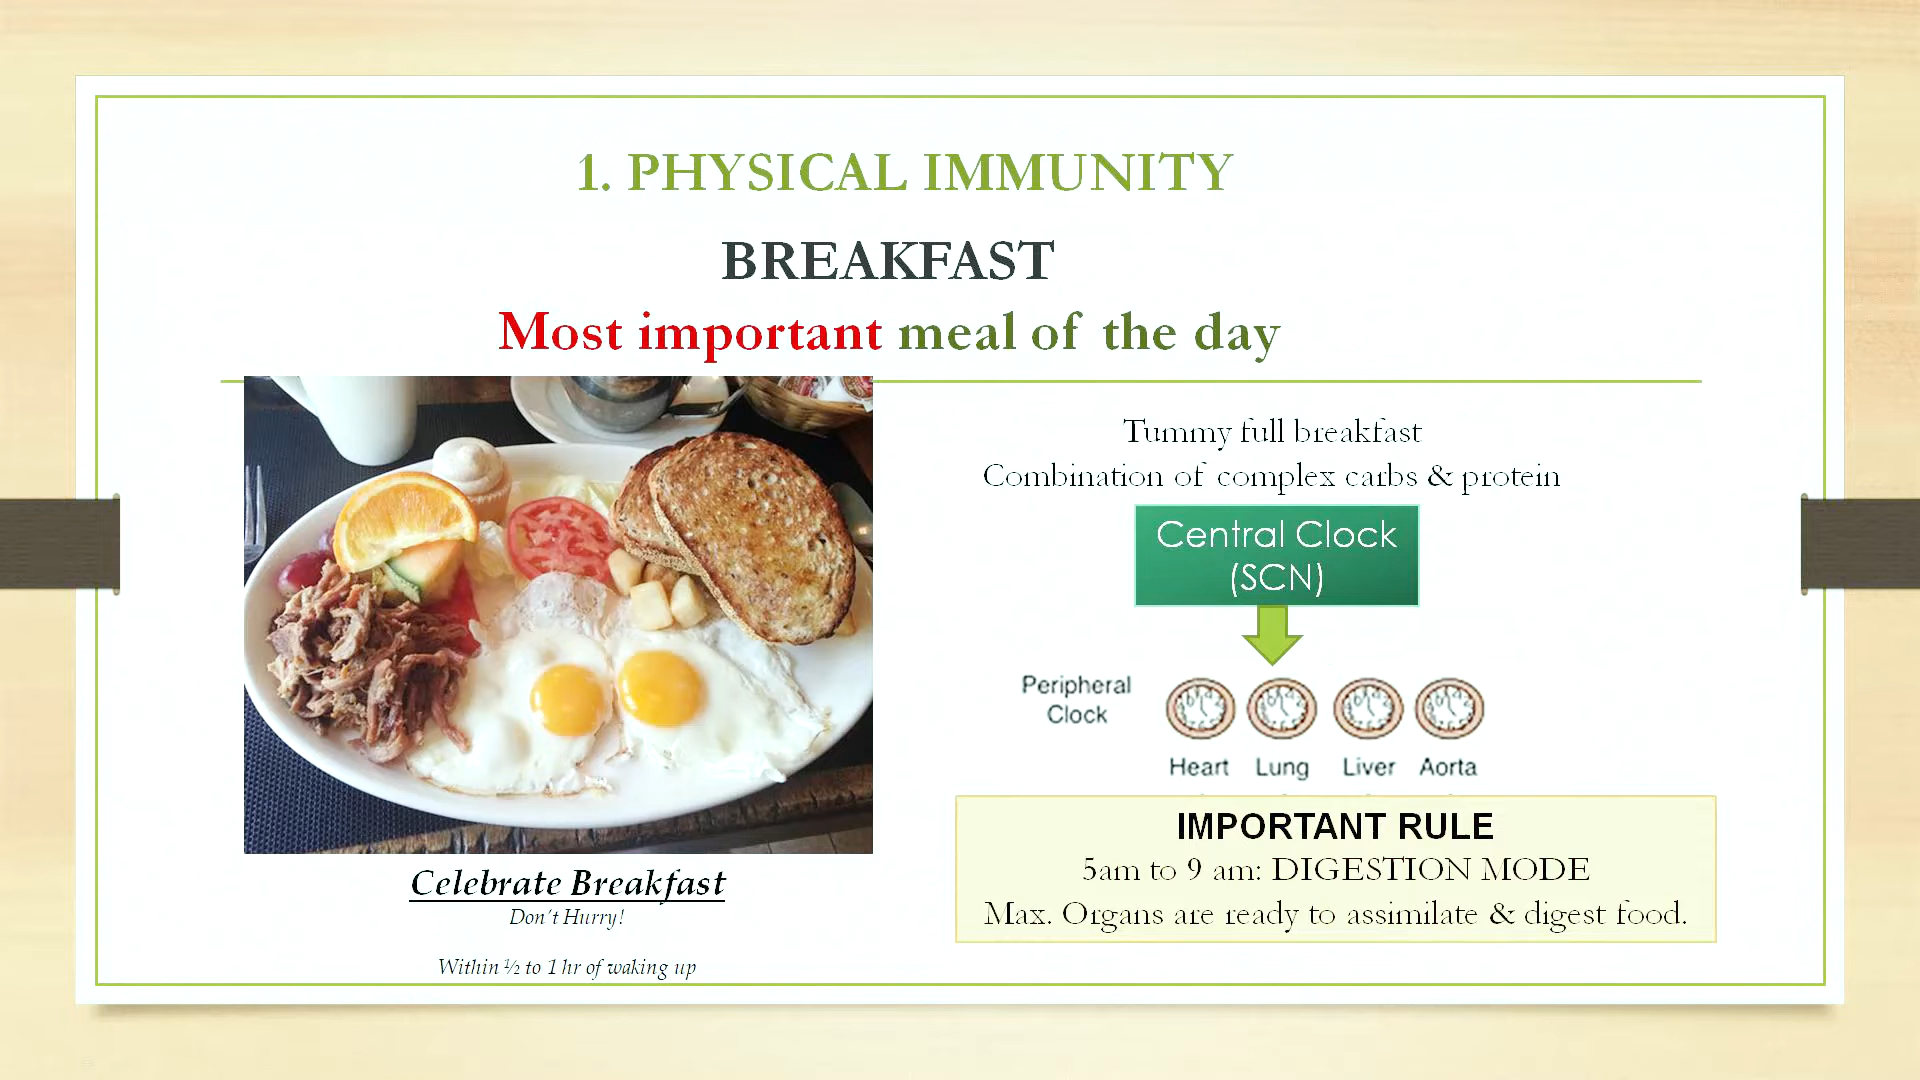 1. PHYSICAL IMMUNITY
BREAKFAST
Most important meal of the day
Tummy full breakfast
Combination of complex carbs & protein
Central Clock
(SCN)
Peripheral
Clock
Heart Lung Liver Aorta
IMPORTANT RULE
5am to 9 am: DIGESTION MODE
Max. Organs are ready to assimilate & digest food.
Celebrate Breakfast
Don't Hurry!
Within ½ to 1 hr of waking up